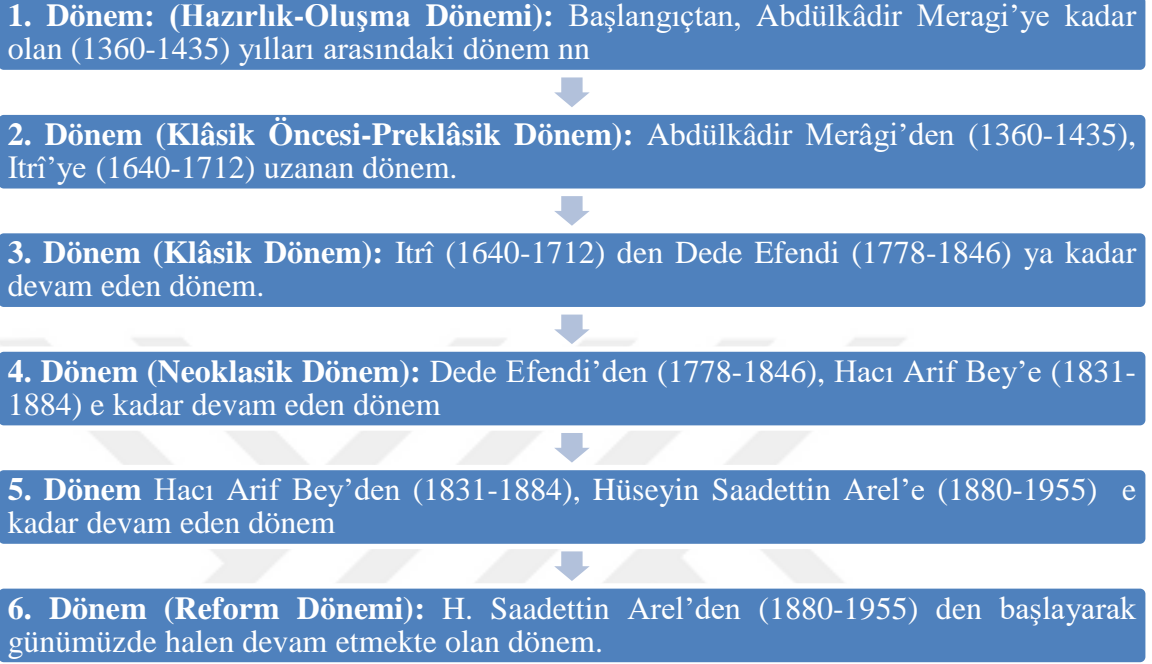 1. Dönem: (Hazırlık-Oluşma Dönemi): Başlangıçtan, Abdülkâdir Meragi’ye kadar
olan (1360-1435) yılları arasındaki dönem nn
2. Dönem (Klâsik Öncesi-Preklâsik Dönem): Abdülkâdir Merâgi’den (1360-1435),
Itrî’ye (1640-1712) uzanan dönem.
3. Dönem (Klâsik Dönem): Itrî (1640-1712) den Dede Efendi (1778-1846) ya kadar
devam eden dönem.
4. Dönem (Neoklasik Dönem): Dede Efendi’den (1778-1846), Hacı Arif Bey’e (1831-
1884) e kadar devam eden dönem
5. Dönem Hacı Arif Bey’den (1831-1884), Hüseyin Saadettin Arel’e (1880-1955) e
kadar devam eden dönem
6. Dönem (Reform Dönemi): H. Saadettin Arel’den (1880-1955) den başlayarak
günümüzde halen devam etmekte olan dönem.